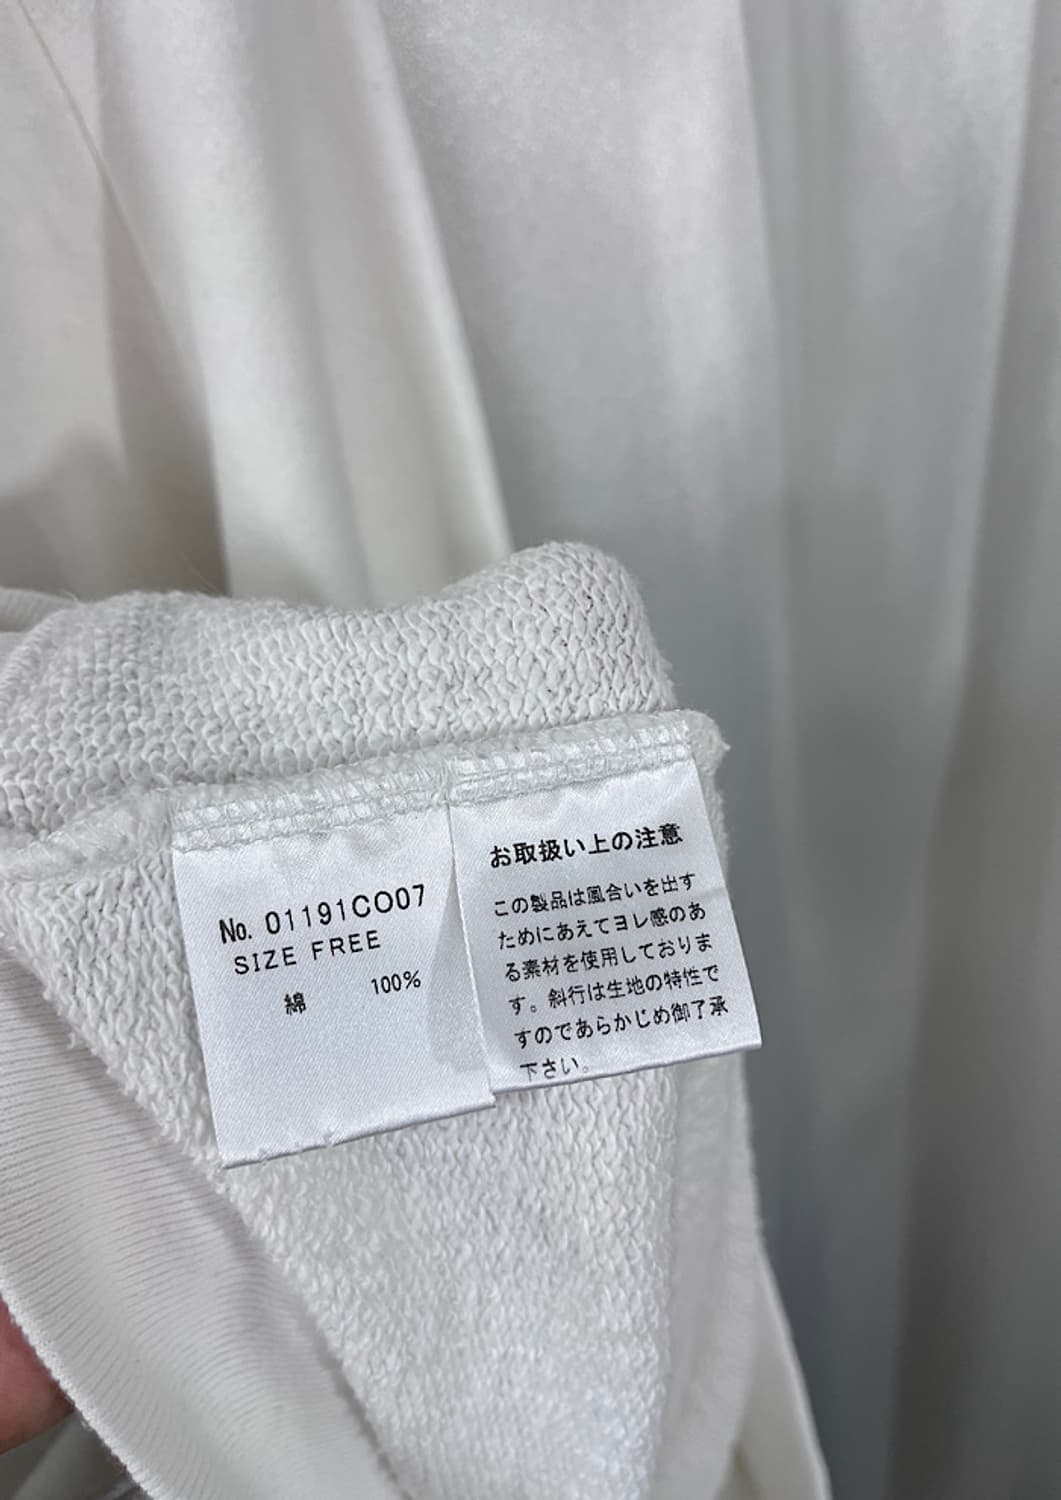 No. 01191CO07
SIZE FREE
綿 100%
お取扱い上の注意
この製品は風合いを出す
ためにあえてヨレ感のあ
る素材を使用しておりま
す。斜行は生地の特性で
すのであらかじめ御了承
下さい。